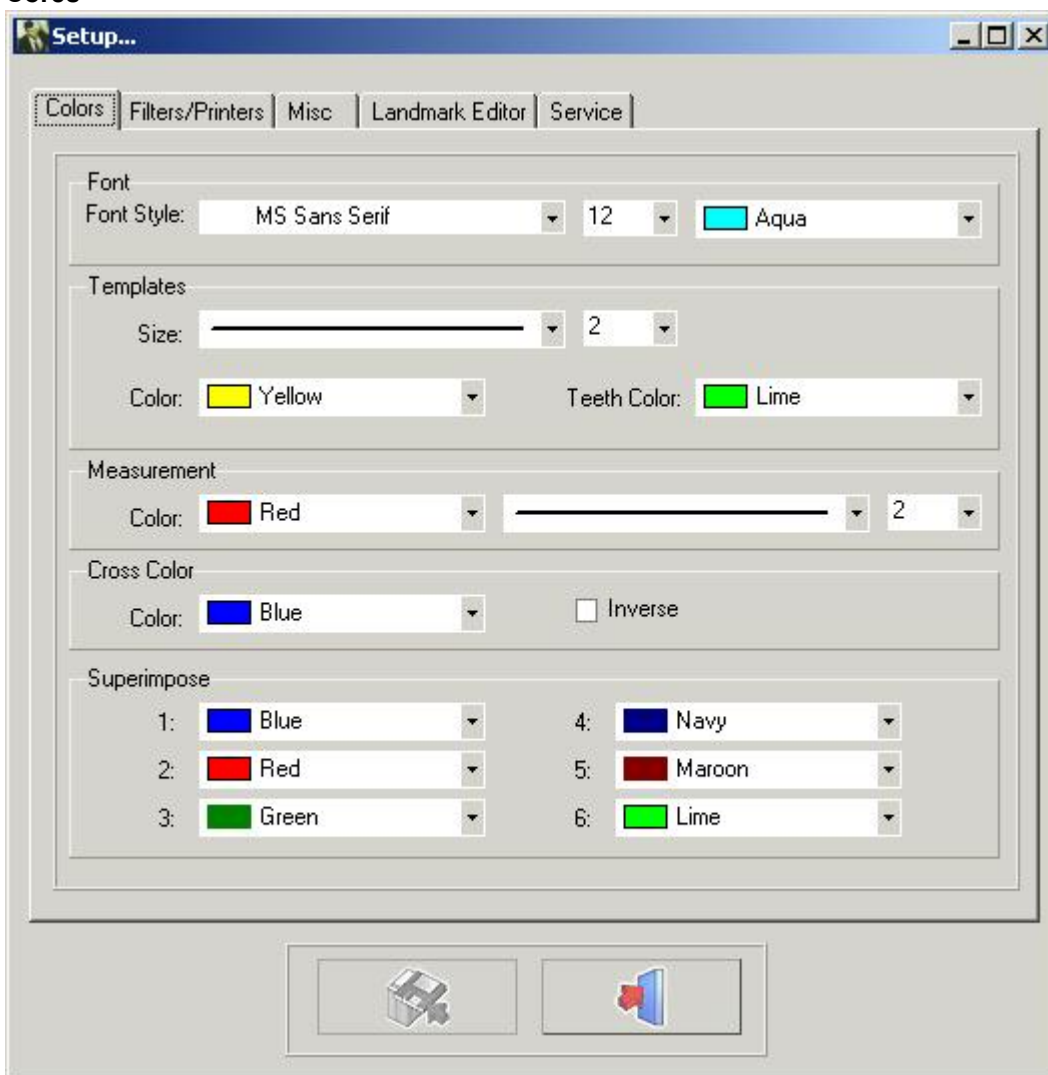 Setup...
Colors Filters/Printers Misc Landmark Editor Service
Font
Font Style: MS Sans Serif 12 Aqua
Templates
Size: 2
Color: Yellow Teeth Color: Lime
Measurement
Color: Red 2
Cross Color
Color: Blue Inverse
Superimpose
1: Blue 4: Navy
2: Red 5: Maroon
3: Green 6: Lime